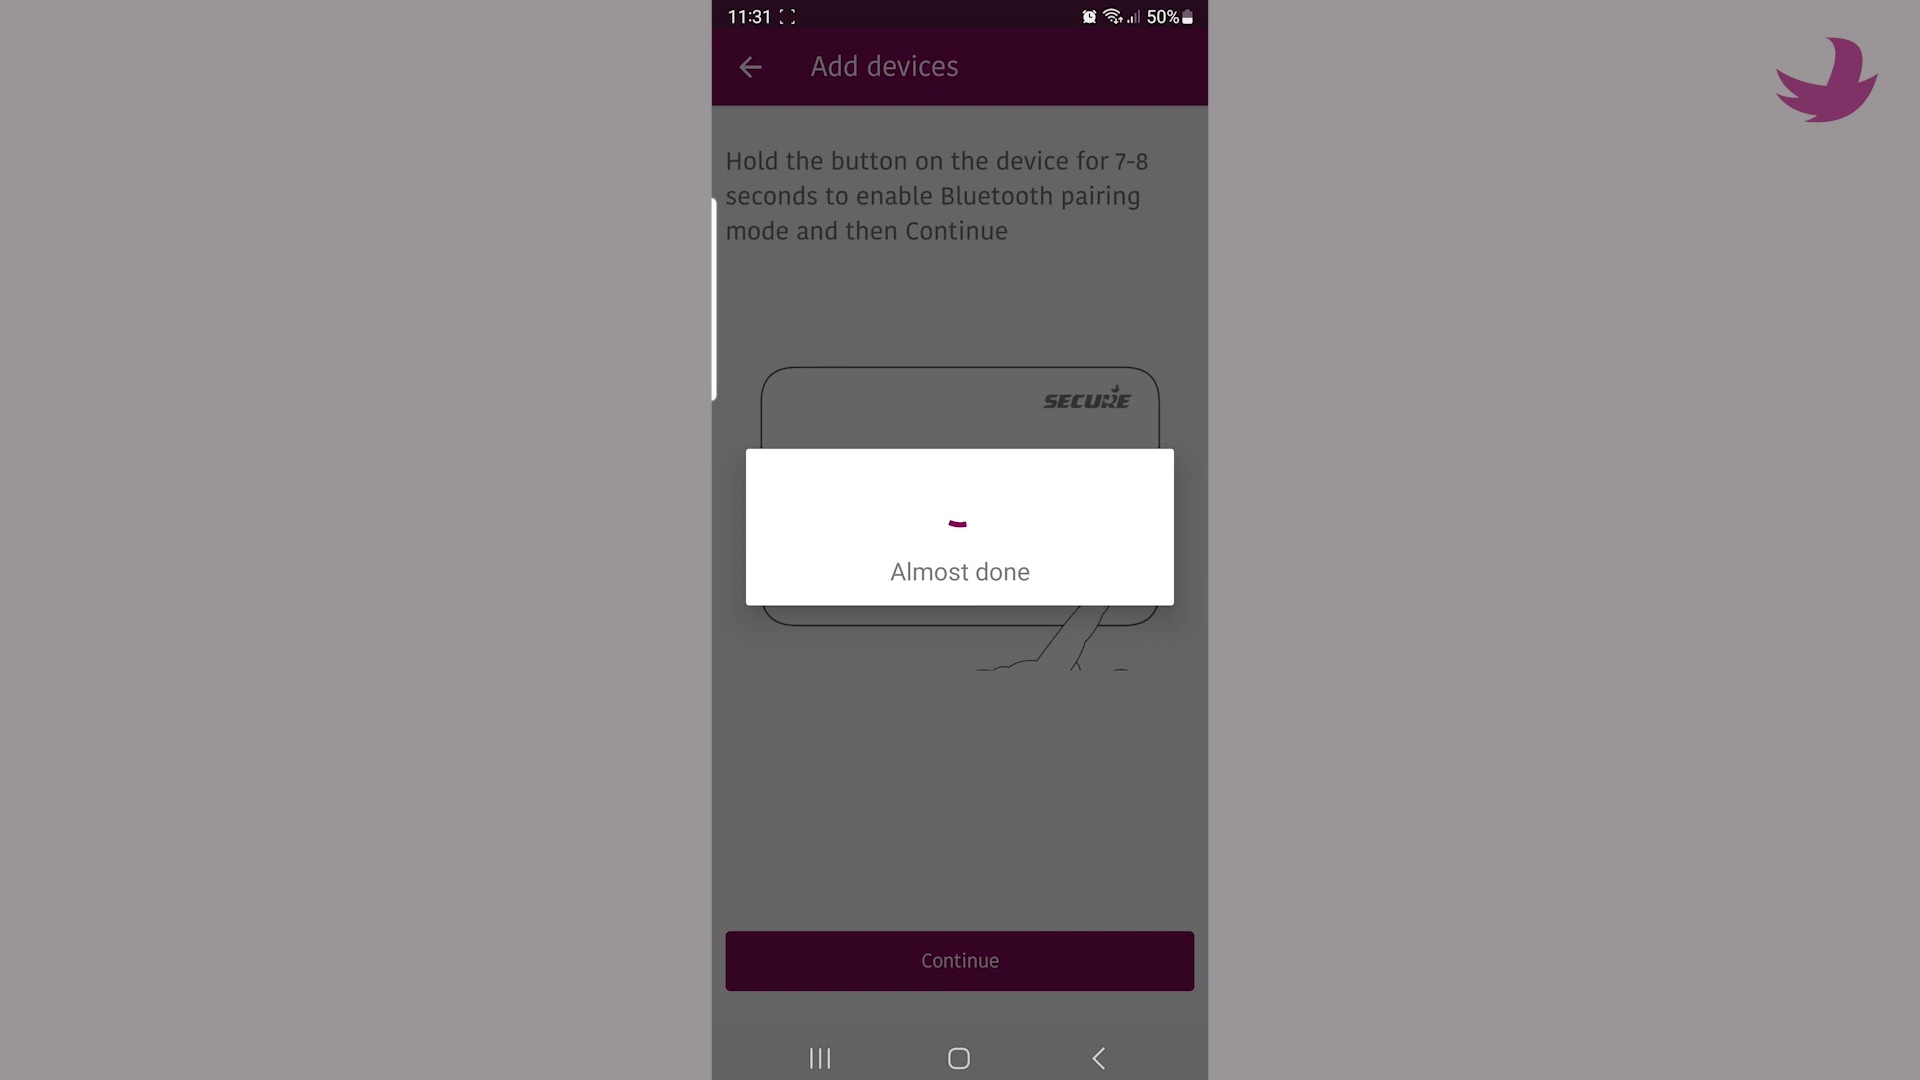 11:31
50%
Add devices
Hold the button on the device for 7-8
seconds to enable Bluetooth pairing
mode and then Continue
SECURE
Almost done
Continue